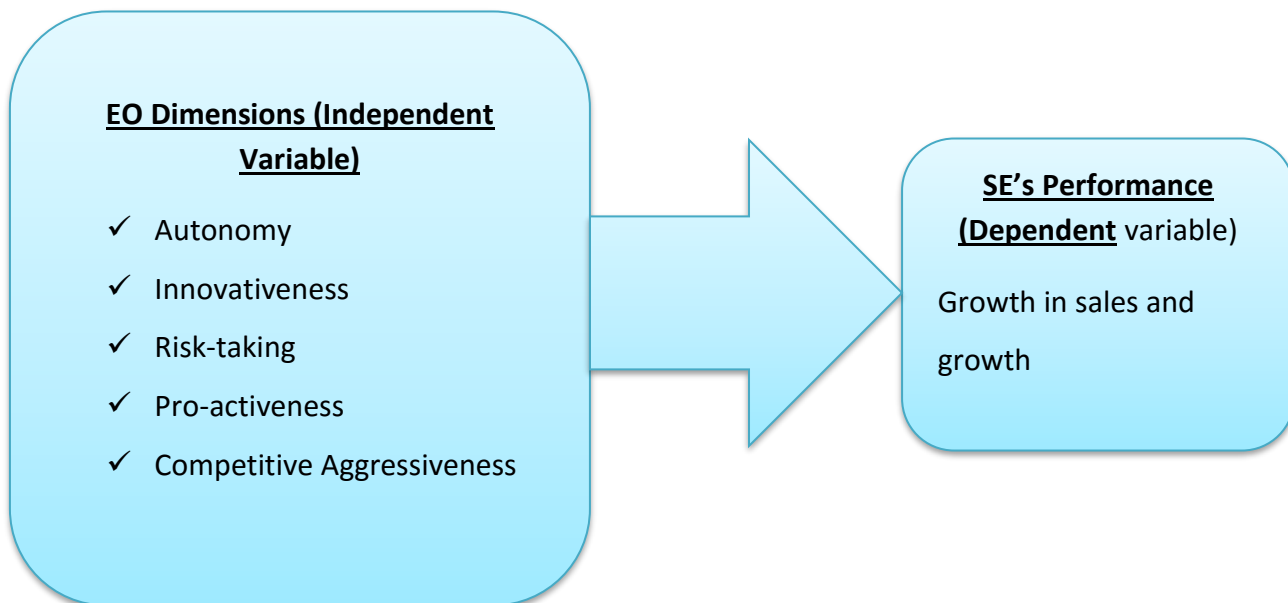 EO Dimensions (Independent
Variable)
✓ Autonomy
✓ Innovativeness
✓ Risk-taking
✓ Pro-activeness
✓ Competitive Aggressiveness
SE’s Performance
(Dependent variable)
Growth in sales and
growth